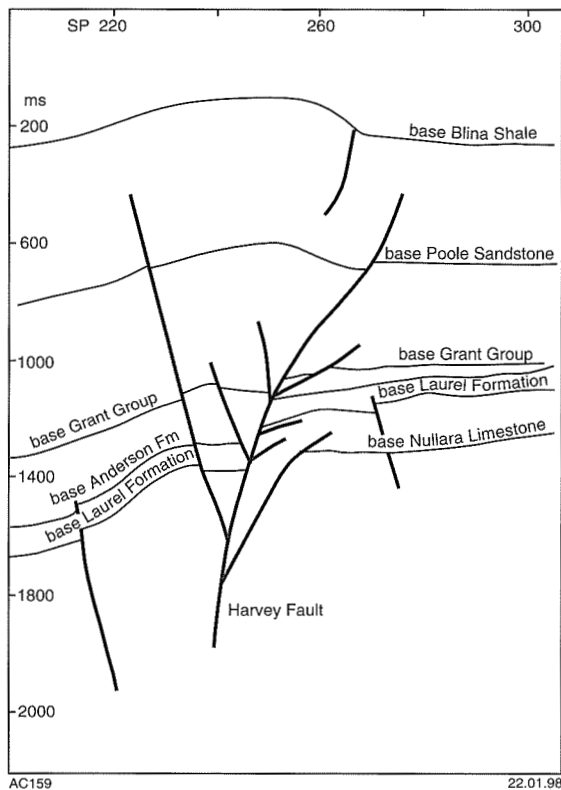 SP 220 260 300
ms
200
base Blina Shale
600
base Poole Sandstone
1000
base Grant Group
base Laurel Formation
base Grant Group
base Nullara Limestone
1400
base Anderson Fm
base Laurel Formation
1800
Harvey Fault
2000
AC159 22.01.98